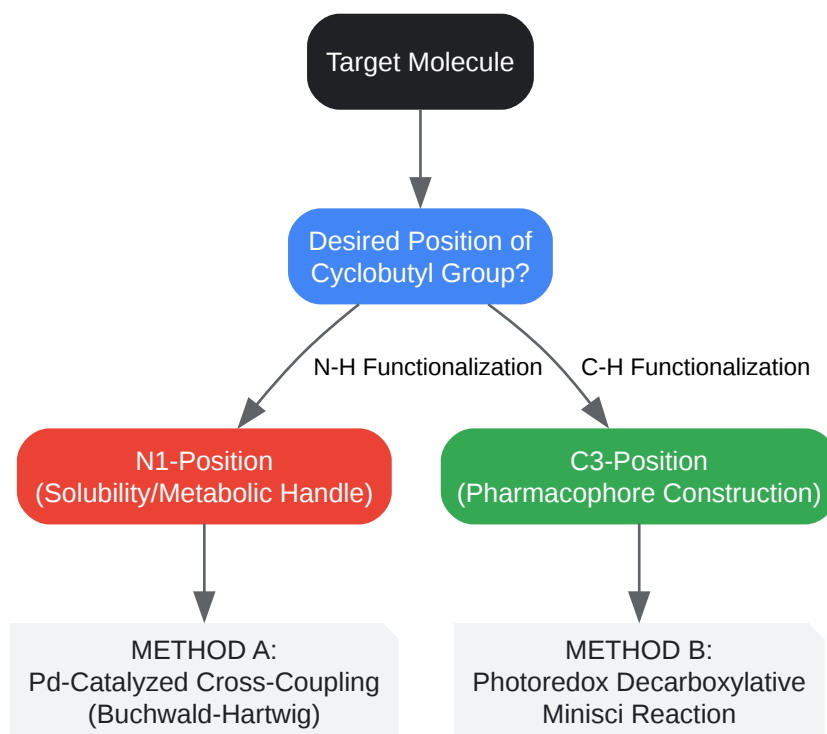 Target Molecule
Desired Position of
Cyclobutyl Group?
N-H Functionalization
C-H Functionalization
N1-Position
(Solubility/Metabolic Handle)
C3-Position
(Pharmacophore Construction)
METHOD A:
Pd-Catalyzed Cross-Coupling
(Buchwald-Hartwig)
METHOD B:
Photoredox Decarboxylative
Minisci Reaction